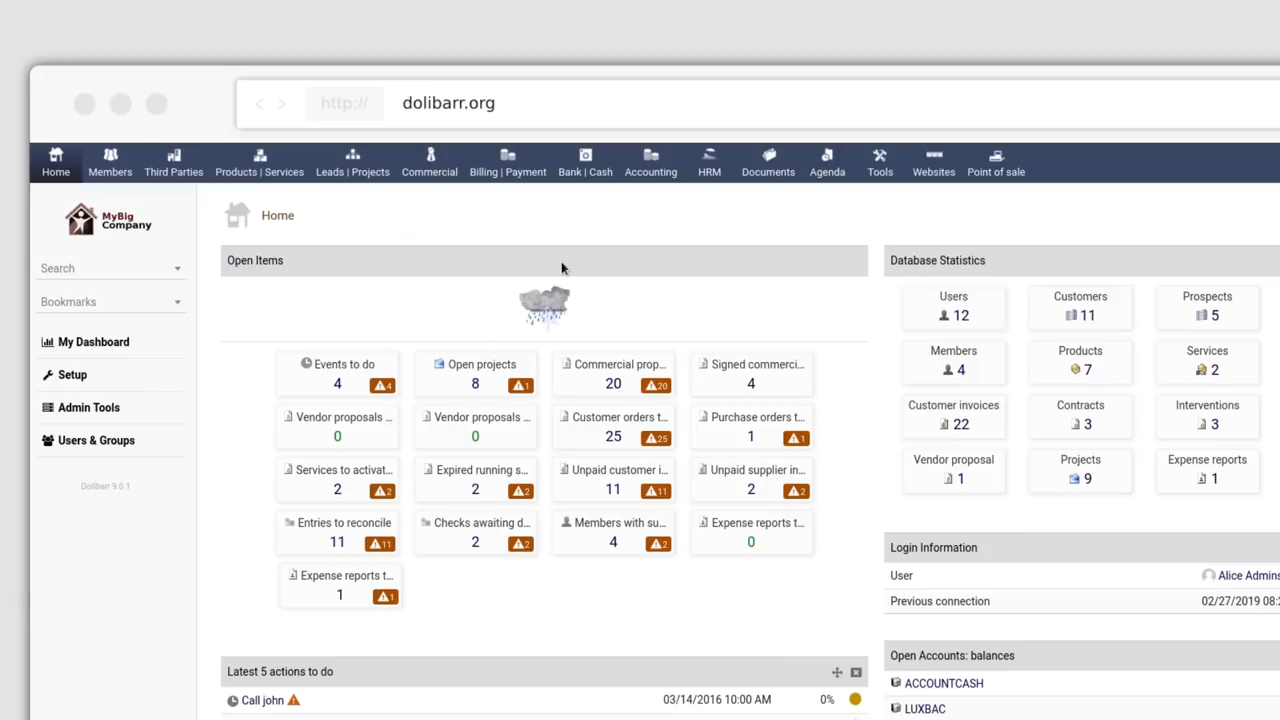 http://
dolibarr.org
Home
Members
Third Parties
Products | Services
Leads | Projects
Commercial
Billing | Payment
Bank | Cash
Accounting
HRM
Documents
Agenda
Tools
Websites
Point of sale
MyBig
Company
Search
Bookmarks
My Dashboard
Setup
Admin Tools
Users & Groups
Dolibarr 9.0.1
Home
Open Items
Events to do
4
4
Open projects
8
1
Commercial prop...
20
20
Signed commerci...
4
Vendor proposals ...
0
Vendor proposals ...
0
Customer orders t...
25
25
Purchase orders t...
1
1
Services to activat...
2
2
Expired running s...
2
2
Unpaid customer i...
11
11
Unpaid supplier in...
2
2
Entries to reconcile
11
11
Checks awaiting d...
2
2
Members with su...
4
2
Expense reports t...
0
Expense reports t...
1
1
Latest 5 actions to do
Call john
03/14/2016 10:00 AM
0%
Database Statistics
Users
12
Customers
11
Prospects
5
Members
4
Products
7
Services
2
Customer invoices
22
Contracts
3
Interventions
3
Vendor proposal
1
Projects
9
Expense reports
1
Login Information
User
Alice Admins
Previous connection
02/27/2019 08:2
Open Accounts: balances
ACCOUNTCASH
LUXBAC